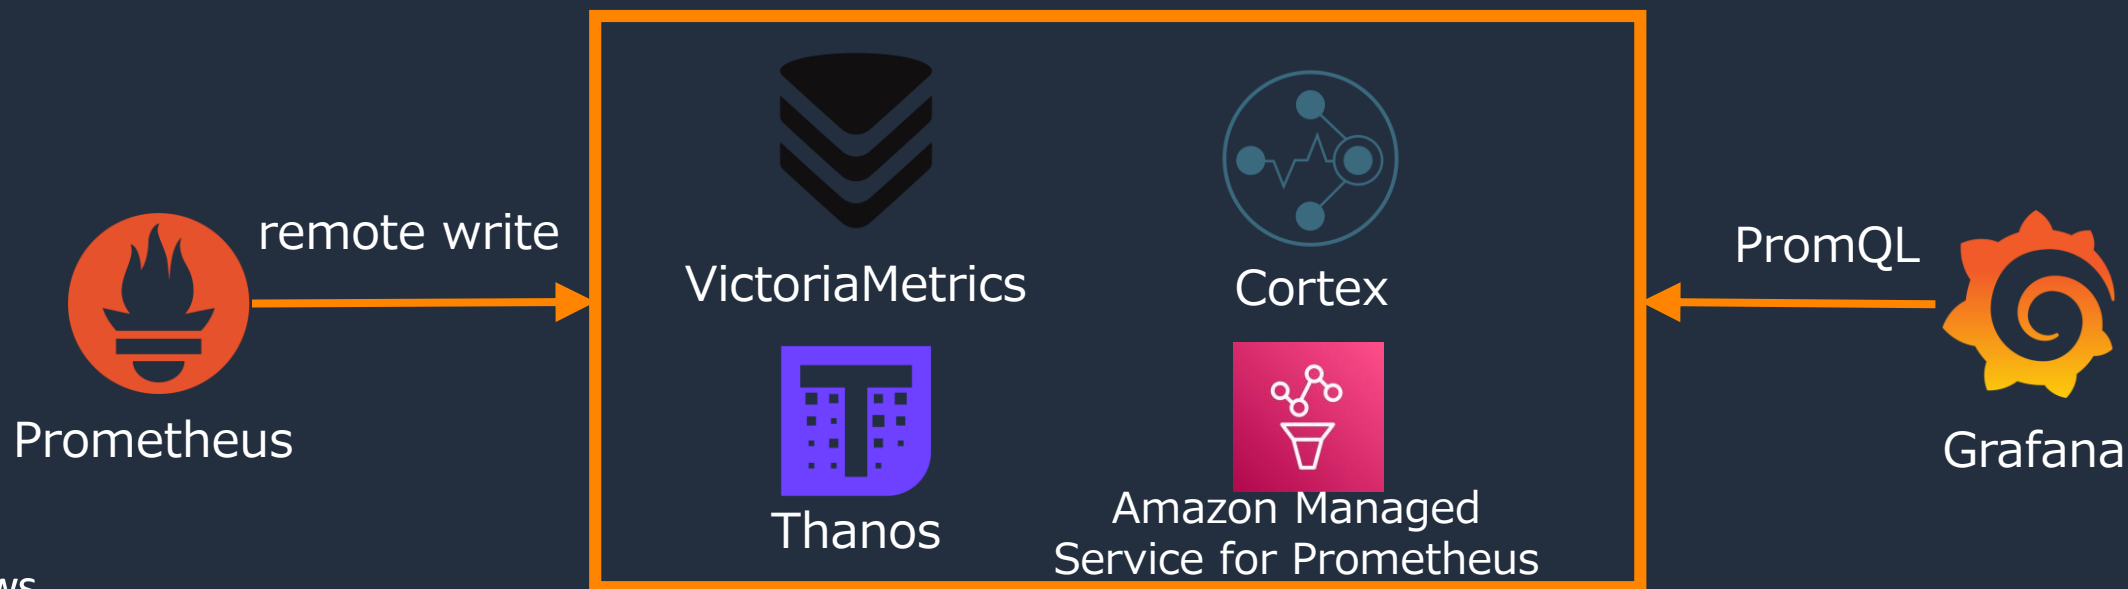 remote write
PromQL
VictoriaMetrics
Cortex
Prometheus
Grafana
Thanos
Amazon Managed
Service for Prometheus